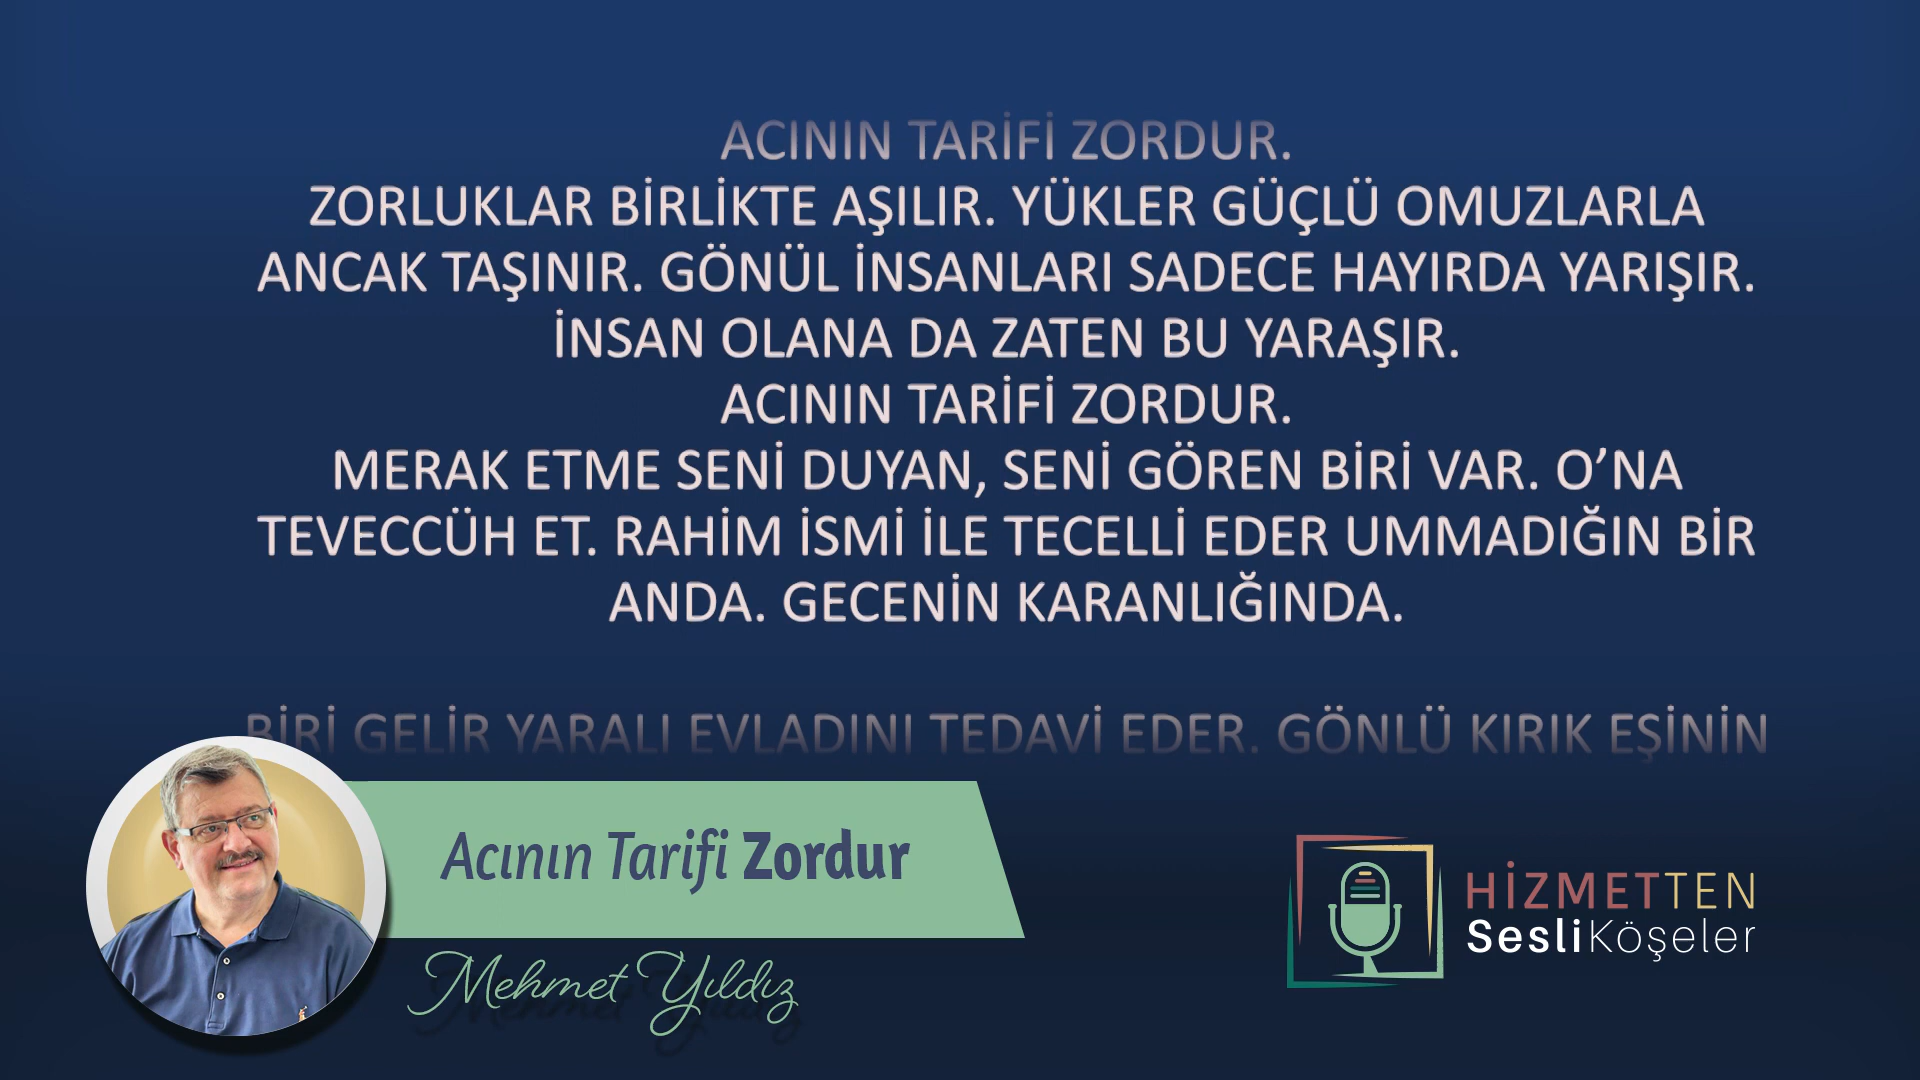 ACININ TARİFİ ZORDUR.
ZORLUKLAR BİRLİKTE AŞILIR. YÜKLER GÜÇLÜ OMUZLARLA
ANCAK TAŞINIR. GÖNÜL İNSANLARI SADECE HAYIRDA YARIŞIR.
İNSAN OLANA DA ZATEN BU YARAŞIR.
ACININ TARİFİ ZORDUR.
MERAK ETME SENİ DUYAN, SENİ GÖREN BİRİ VAR. O’NA
TEVECCÜH ET. RAHİM İSMİ İLE TECELLİ EDER UMMADIĞIN BİR
ANDA. GECENİN KARANLIĞINDA.
BİRİ GELİR YARALI EVLADINI TEDAVİ EDER. GÖNLÜ KIRIK EŞİNİN
Acının Tarifi Zordur
Mehmet Yıldız
HİZMETTEN
SesliKöşeler